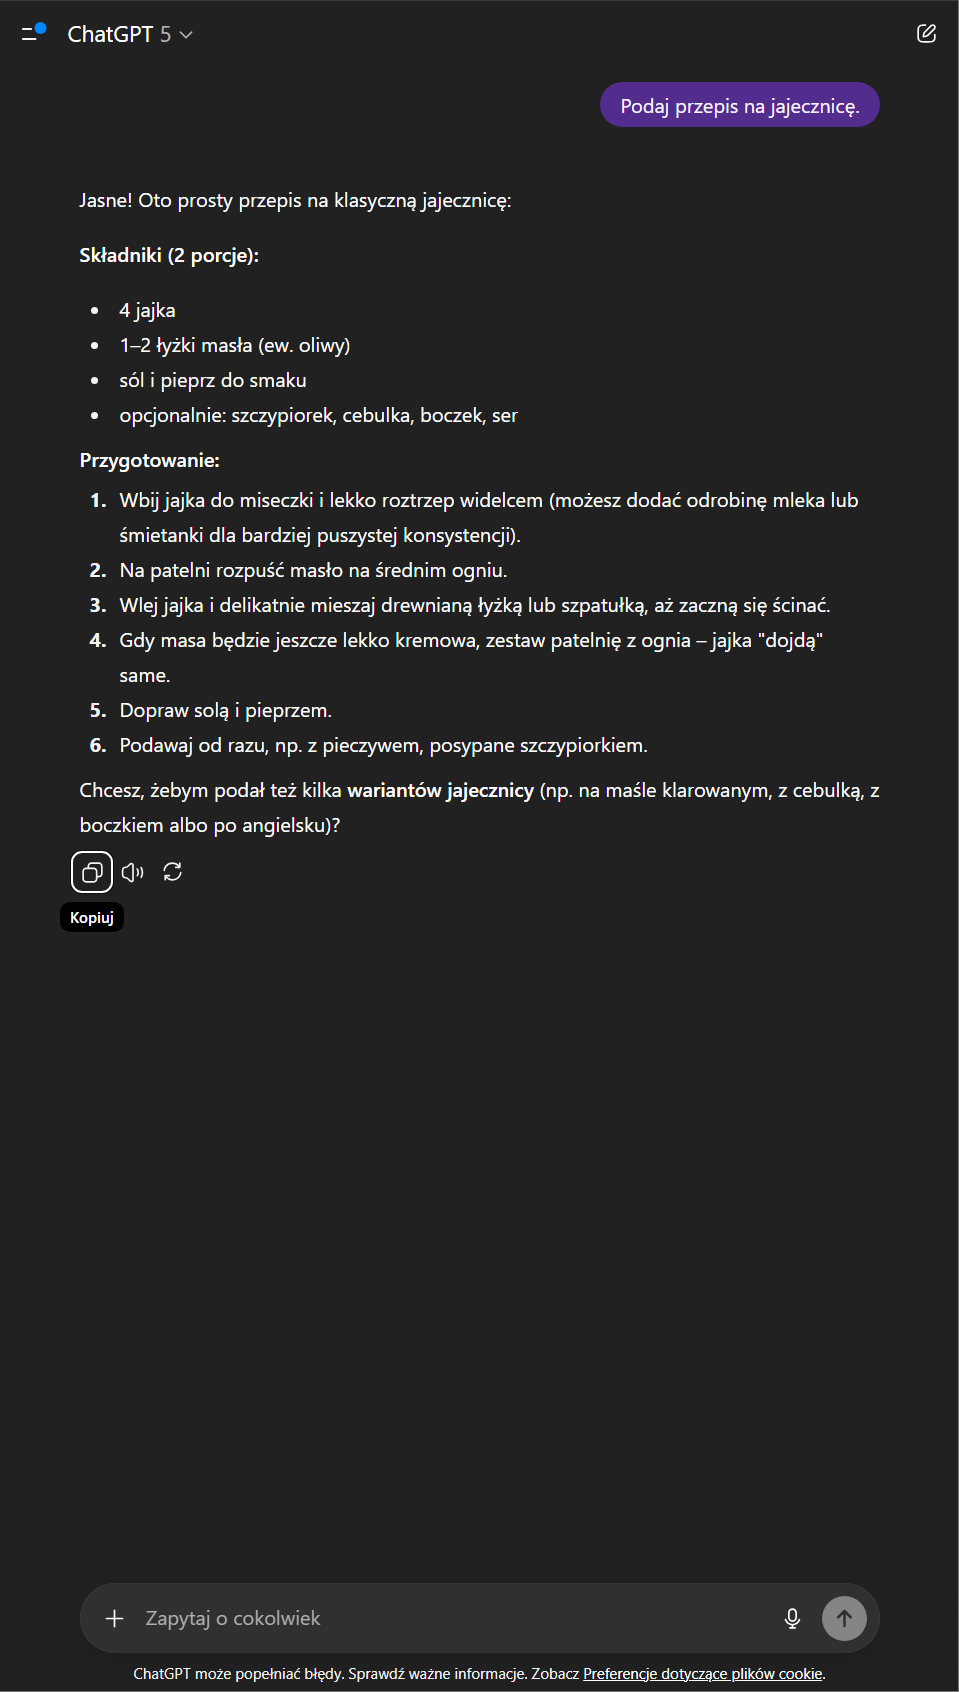 ChatGPT 5
Podaj przepis na jajecznicę.
Jasne! Oto prosty przepis na klasyczną jajecznicę:
Składniki (2 porcje):
• 4 jajka
• 1–2 łyżki masła (ew. oliwy)
• sól i pieprz do smaku
• opcjonalnie: szczypiorek, cebulka, boczek, ser
Przygotowanie:
1. Wbij jajka do miseczki i lekko roztrzep widelcem (możesz dodać odrobinę mleka lub
śmietanki dla bardziej puszystej konsystencji).
2. Na patelni rozpuść masło na średnim ogniu.
3. Wlej jajka i delikatnie mieszaj drewnianą łyżką lub szpatułką, aż zaczną się ścinać.
4. Gdy masa będzie jeszcze lekko kremowa, zestaw patelnię z ognia – jajka "dojdą"
same.
5. Dopraw solą i pieprzem.
6. Podawaj od razu, np. z pieczywem, posypane szczypiorkiem.
Chcesz, żebym podał też kilka wariantów jajecznicy (np. na maśle klarowanym, z cebulką, z
boczkiem albo po angielsku)?
Kopiuj
Zapytaj o cokolwiek
ChatGPT może popełniać błędy. Sprawdź ważne informacje. Zobacz Preferencje dotyczące plików cookie.